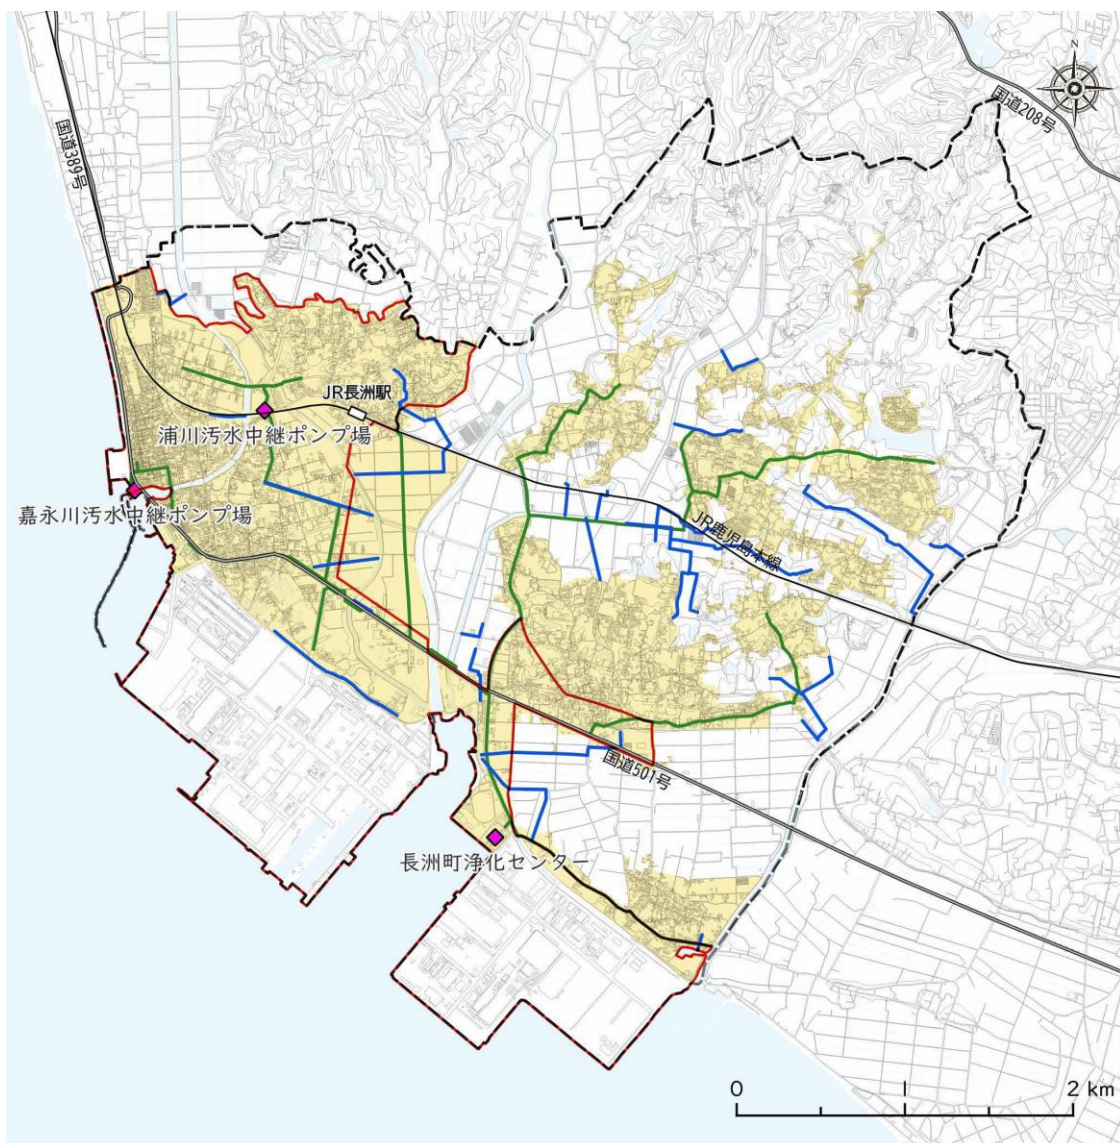 N
国道208号
国道389号
JR長洲駅
浦川汚水中継ポンプ場
嘉永川汚水中継ポンプ場
JR鹿児島本線
国道501号
長洲町浄化センター
0 1 2 km